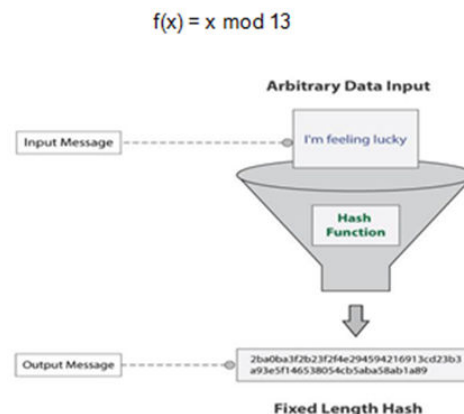 f(x) = x mod 13
Arbitrary Data Input
Input Message
I'm feeling lucky
Hash
Function
Output Message
2ba0ba3f2b23f2f4e294594216913cd23b3
a93e5f146538054cb5aba58ab1a89
Fixed Length Hash